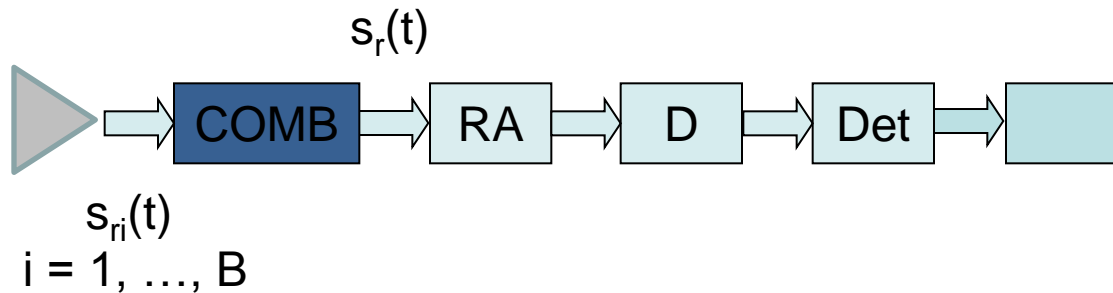 s_r(t)
COMB RA D Det
s_ri(t)
i = 1, …, B